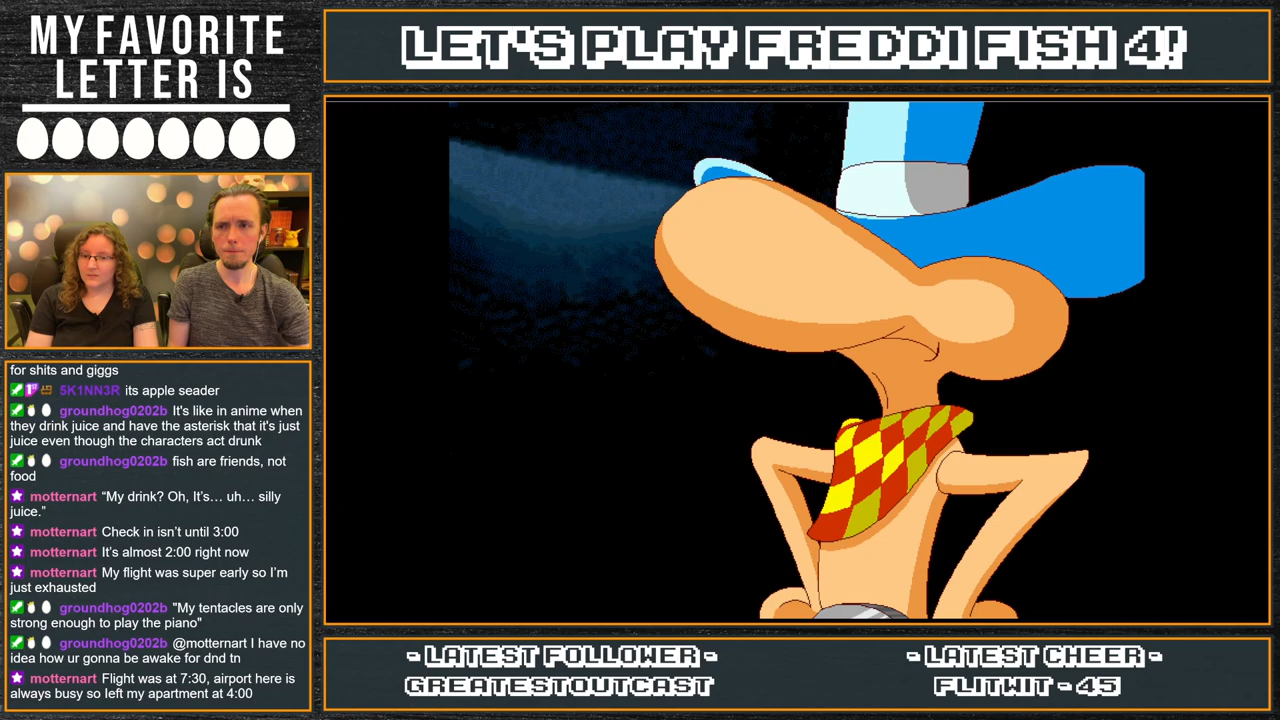 MY FAVORITE
LETTER IS
LET'S PLAY FREDDI FISH 4!
for shits and giggs
5K1NN3R its apple seader
groundhog0202b It's like in anime when
they drink juice and have the asterisk that it's just
juice even though the characters act drunk
groundhog0202b fish are friends, not
food
motternart “My drink? Oh, It’s… uh… silly
juice.”
motternart Check in isn’t until 3:00
motternart It’s almost 2:00 right now
motternart My flight was super early so I’m
just exhausted
groundhog0202b "My tentacles are only
strong enough to play the piano"
groundhog0202b @motternart I have no
idea how ur gonna be awake for dnd tn
motternart Flight was at 7:30, airport here is
always busy so left my apartment at 4:00
- LATEST FOLLOWER -
GREATESTOUTCAST
- LATEST CHEER -
FLITWIT - 45